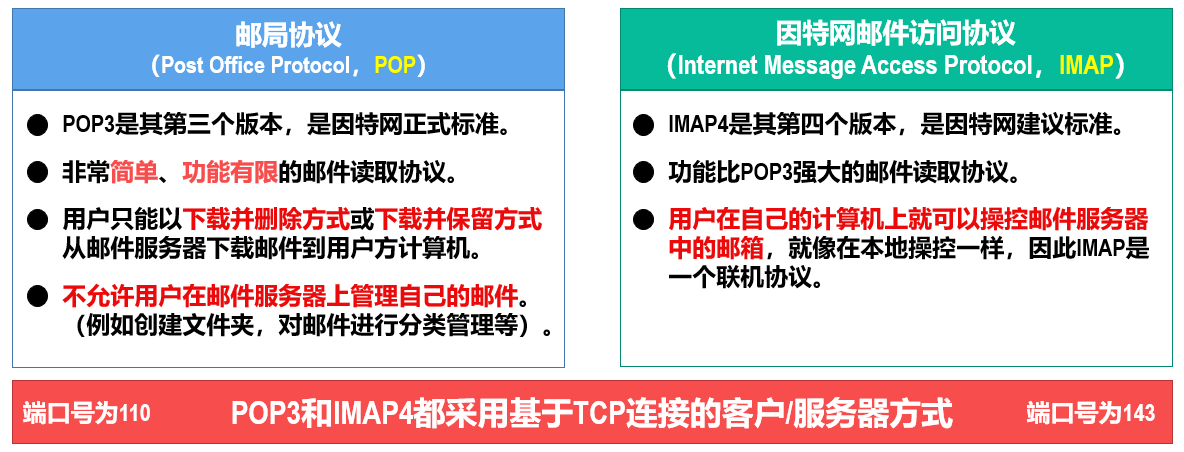 邮局协议
（Post Office Protocol，POP）
● POP3是其第三个版本，是因特网正式标准。
● 非常简单、功能有限的邮件读取协议。
● 用户只能以下载并删除方式或下载并保留方式
从邮件服务器下载邮件到用户方计算机。
● 不允许用户在邮件服务器上管理自己的邮件。
（例如创建文件夹，对邮件进行分类管理等）。
因特网邮件访问协议
（Internet Message Access Protocol，IMAP）
● IMAP4是其第四个版本，是因特网建议标准。
● 功能比POP3强大的邮件读取协议。
● 用户在自己的计算机上就可以操控邮件服务器
中的邮箱，就像在本地操控一样，因此IMAP是
一个联机协议。
端口号为110
POP3和IMAP4都采用基于TCP连接的客户/服务器方式
端口号为143